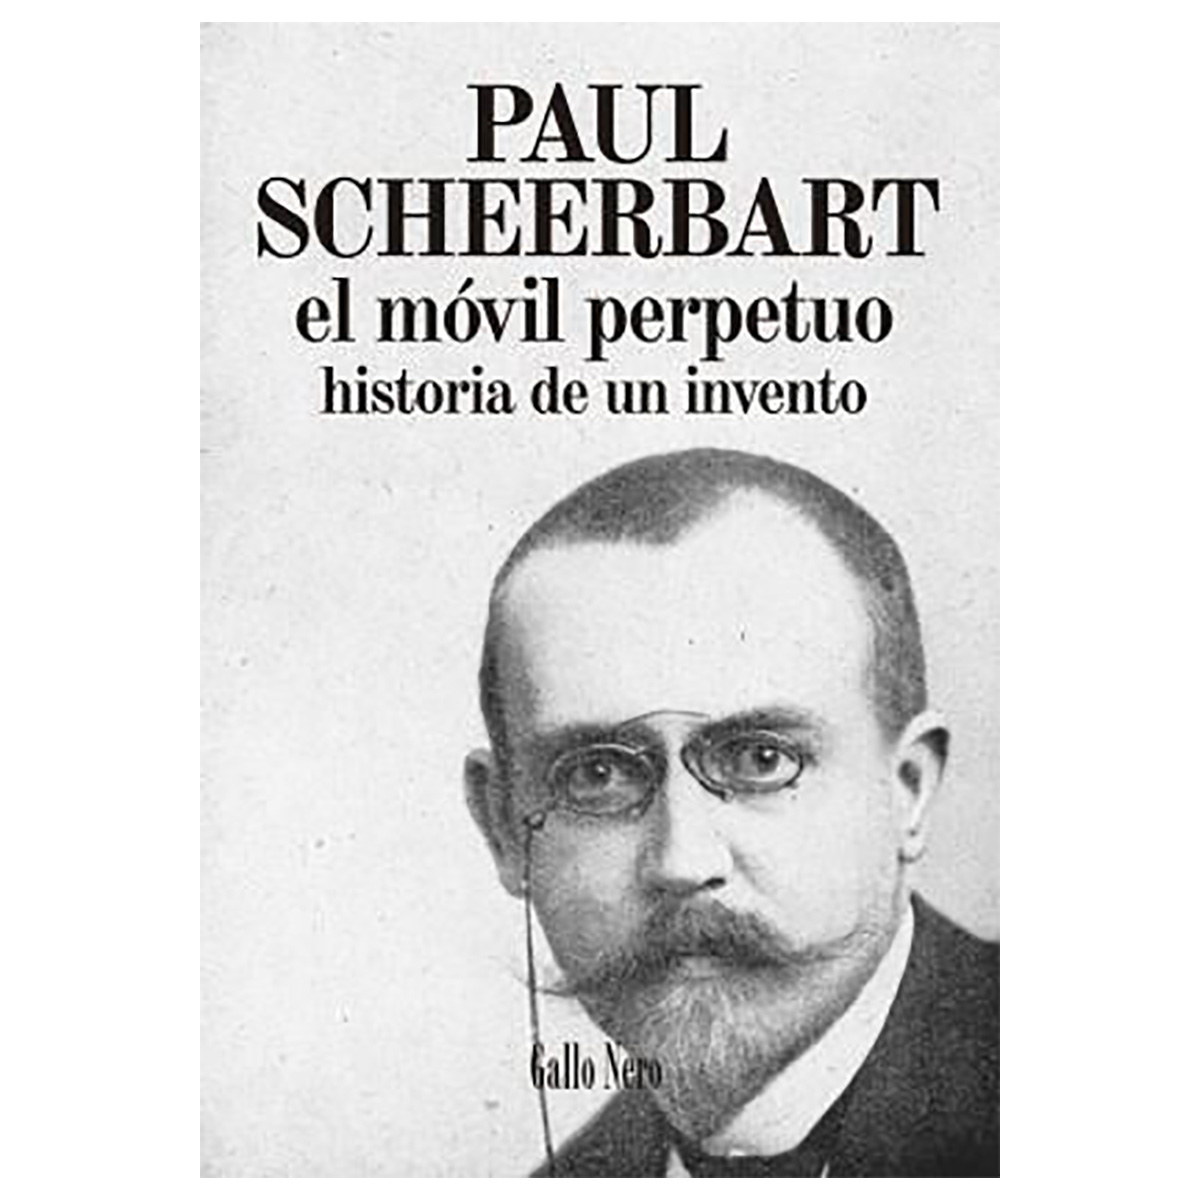 PAUL
SCHEERBART
el móvil perpetuo
historia de un invento
Gallo Nero